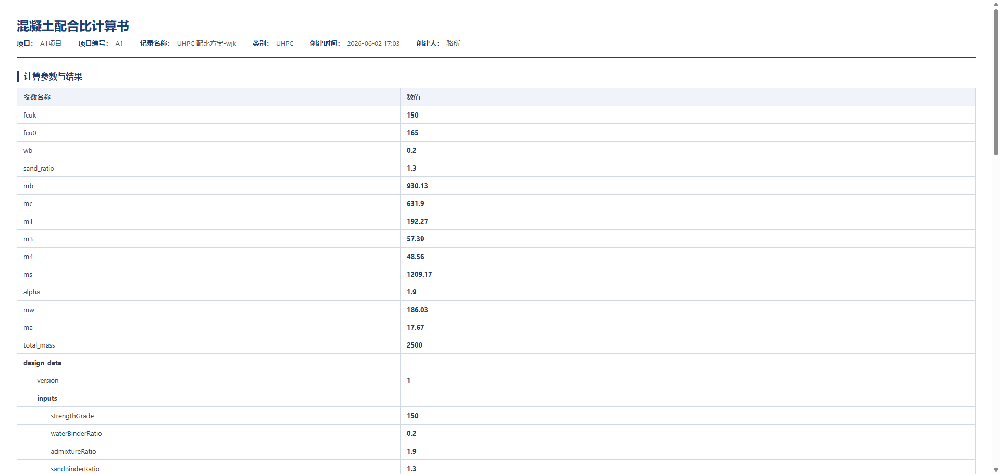 混凝土配合比计算书
项目： A1项目 项目编号： A1 记录名称： UHPC 配比方案-wjk 类别： UHPC 创建时间： 2026-06-02 17:03 创建人： 骆所
计算参数与结果
参数名称 数值
fcuk 150
fcu0 165
wb 0.2
sand_ratio 1.3
mb 930.13
mc 631.9
m1 192.27
m3 57.39
m4 48.56
ms 1209.17
alpha 1.9
mw 186.03
ma 17.67
total_mass 2500
design_data
version 1
inputs
strengthGrade 150
waterBinderRatio 0.2
admixtureRatio 1.9
sandBinderRatio 1.3